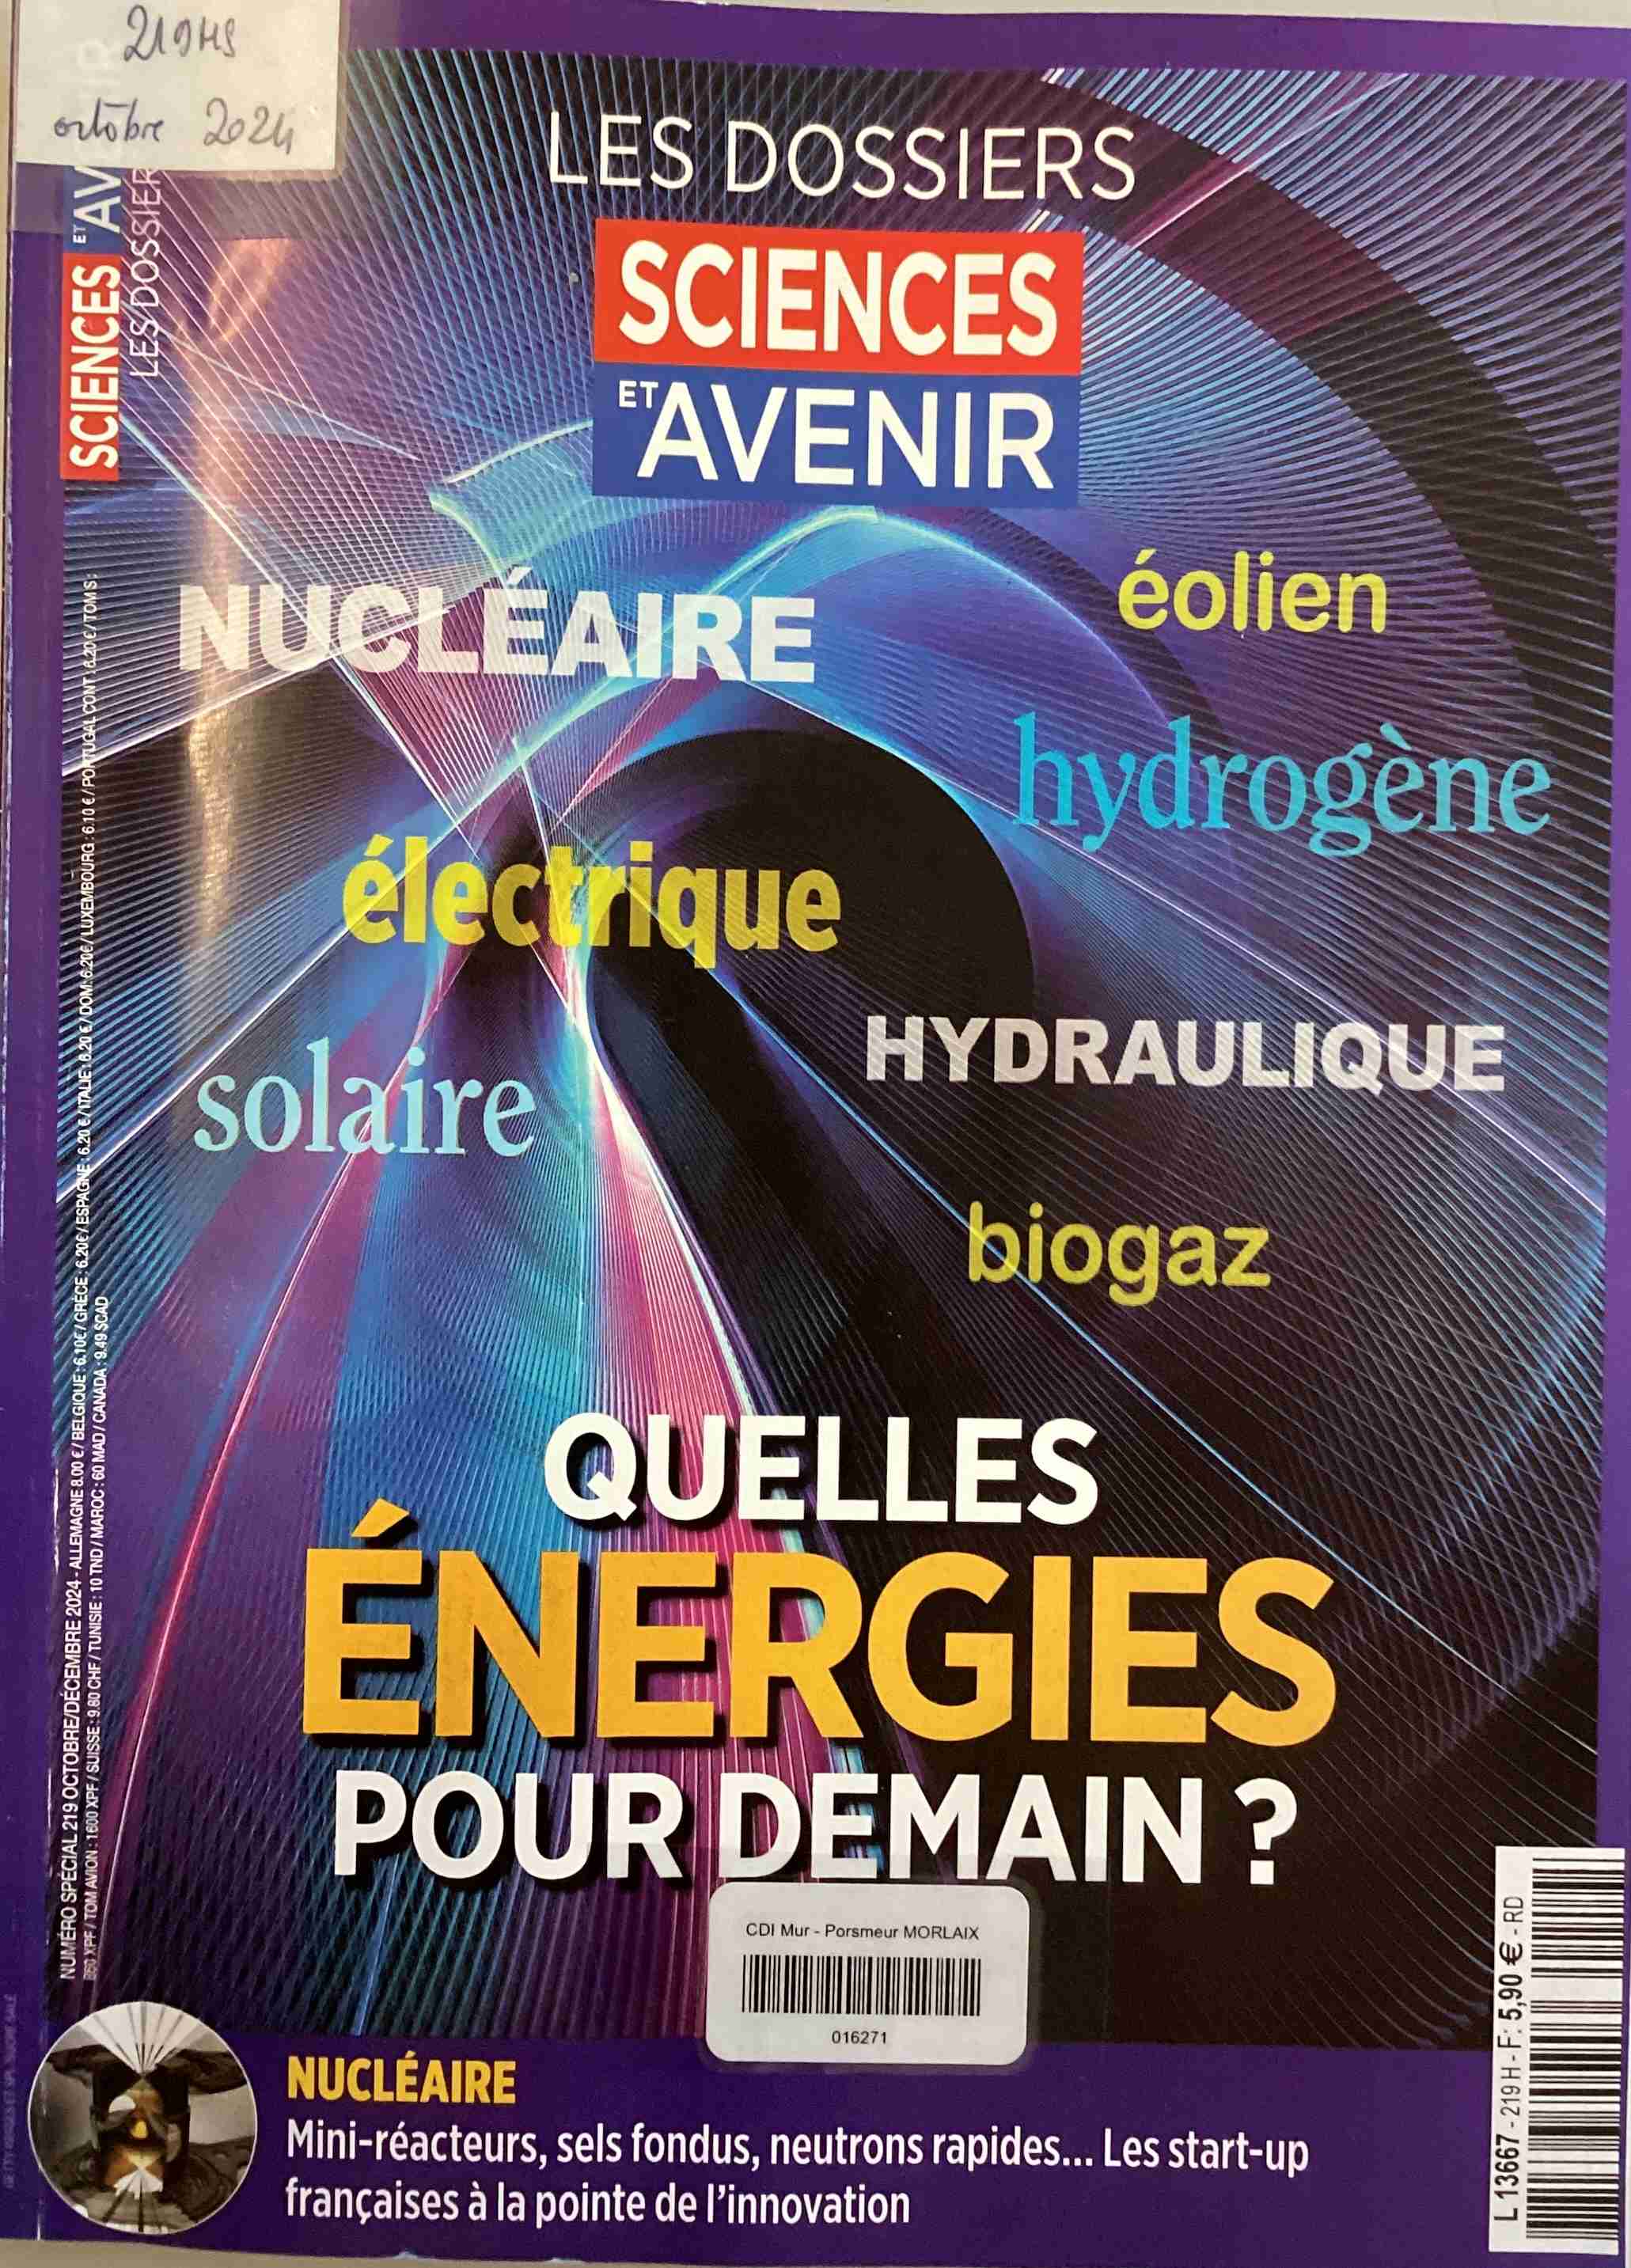 219HS
octobre 2024
SCIENCES ET AV
LES DOSSIER
LES DOSSIERS
SCIENCES
ET AVENIR
NUCLÉAIRE
éolien
hydrogène
électrique
HYDRAULIQUE
solaire
biogaz
QUELLES
ÉNERGIES
POUR DEMAIN ?
CDI Mur - Porsmeur MORLAIX
016271
NUCLÉAIRE
Mini-réacteurs, sels fondus, neutrons rapides... Les start-up
françaises à la pointe de l'innovation
L 13667 - 219 H - F: 5,90 € - RD
NUMÉRO SPÉCIAL 219 OCTOBRE/DÉCEMBRE 2024 - ALLEMAGNE 8.00 € / BELGIQUE : 6.10€ / GRÈCE : 6.20€ / ESPAGNE : 6.20 € / ITALIE : 6.20 € / DOM: 6.20€ / LUXEMBOURG : 6.10 € / PORTUGAL CONT : 6.20 € / TOM S :
860 XPF / TOM AVION : 1600 XPF / SUISSE : 9.80 CHF / TUNISIE : 10 TND / MAROC : 60 MAD / CANADA : 9.49 $CAD